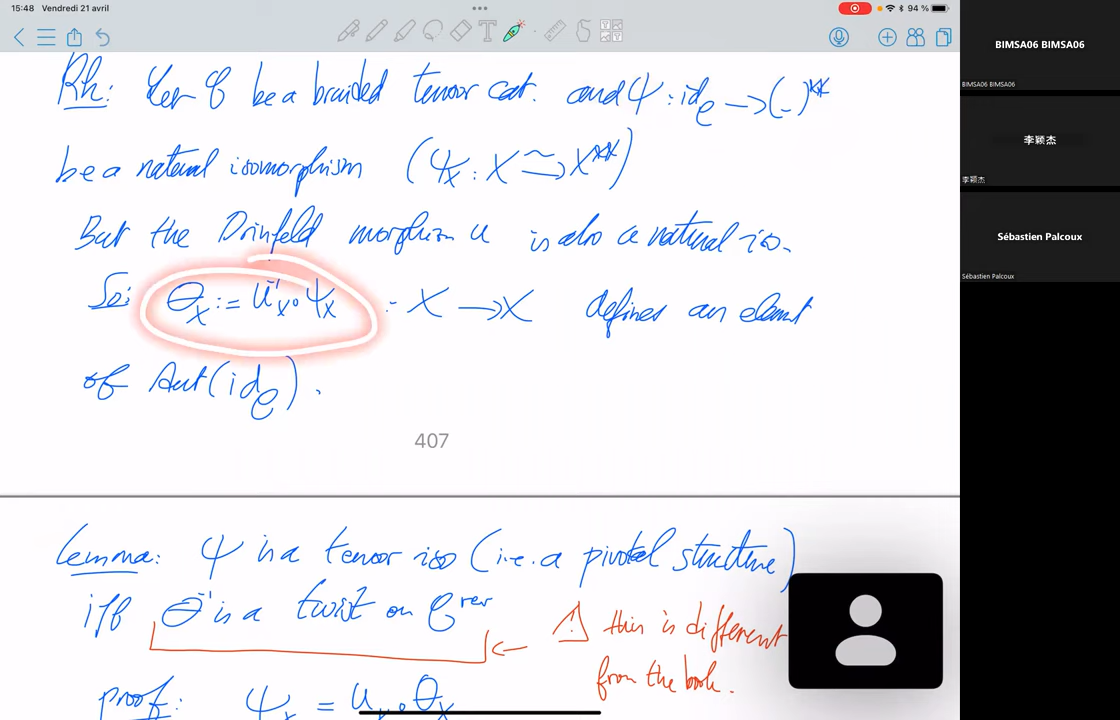 15:48 Vendredi 21 avril
94 %
Rk: Let C be a braided tensor cat. and Ψ : id_C → (-)**
be a natural isomorphism (Ψ_X : X ~→ X**)
But the Drinfeld morphism u is also a natural iso.
So: θ_X := u_X^{-1} ∘ Ψ_X : X → X defines an element
of Aut(id_C).
407
Lemma: Ψ is a tensor iso (i.e. a pivotal structure)
iff θ^{-1} is a twist on C^{rev}
⚠ this is different
from the book.
proof: Ψ_X = u_X ∘ θ_X
BIMSA06 BIMSA06
BIMSA06 BIMSA06
李颖杰
李颖杰
Sébastien Palcoux
Sébastien Palcoux